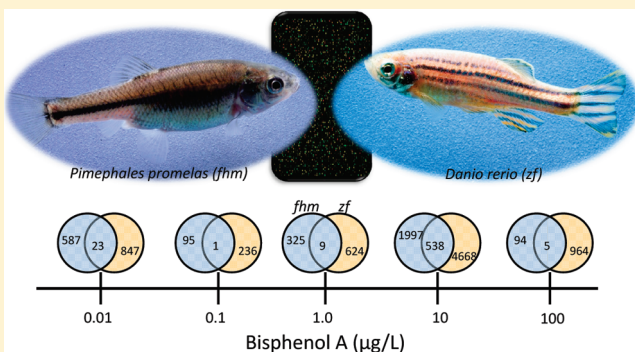 Pimephales promelas (fhm)
Danio rerio (zf)
fhm zf
587 23 847
95 1 236
325 9 624
1997 538 4668
94 5 964
0.01 0.1 1.0 10 100
Bisphenol A (µg/L)